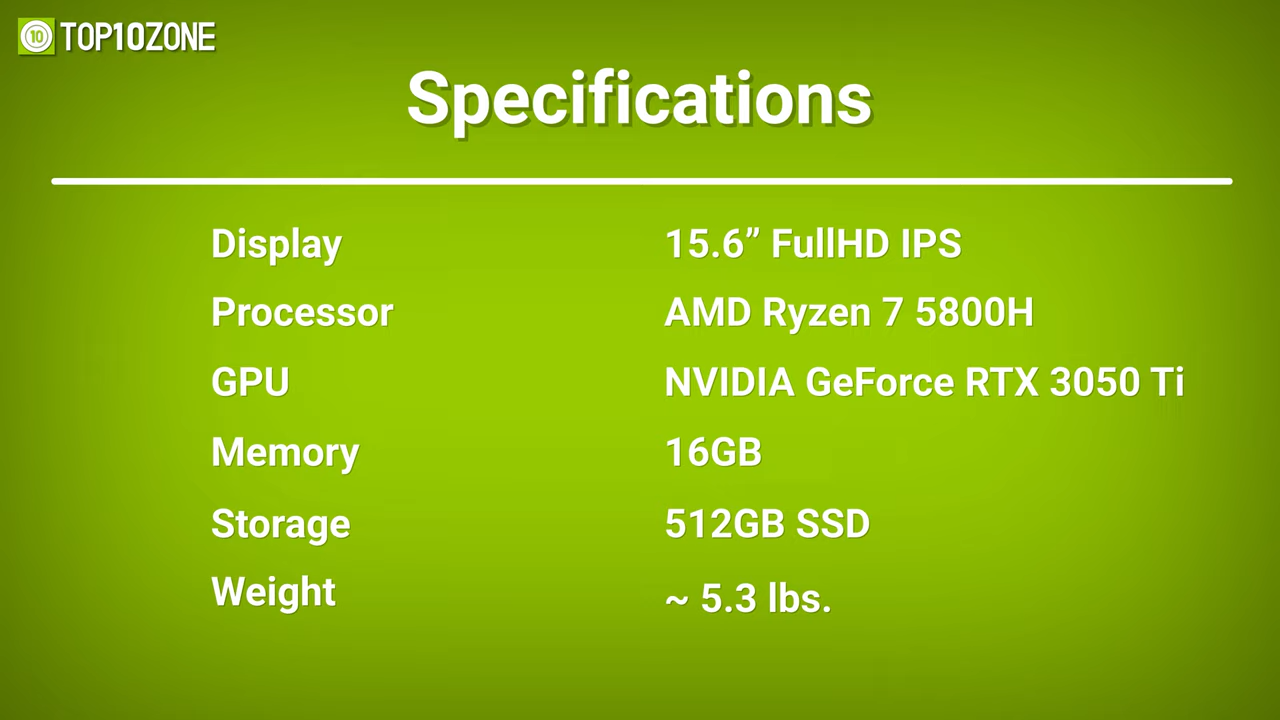 TOP10ZONE
Specifications
Display 15.6” FullHD IPS
Processor AMD Ryzen 7 5800H
GPU NVIDIA GeForce RTX 3050 Ti
Memory 16GB
Storage 512GB SSD
Weight ~ 5.3 lbs.